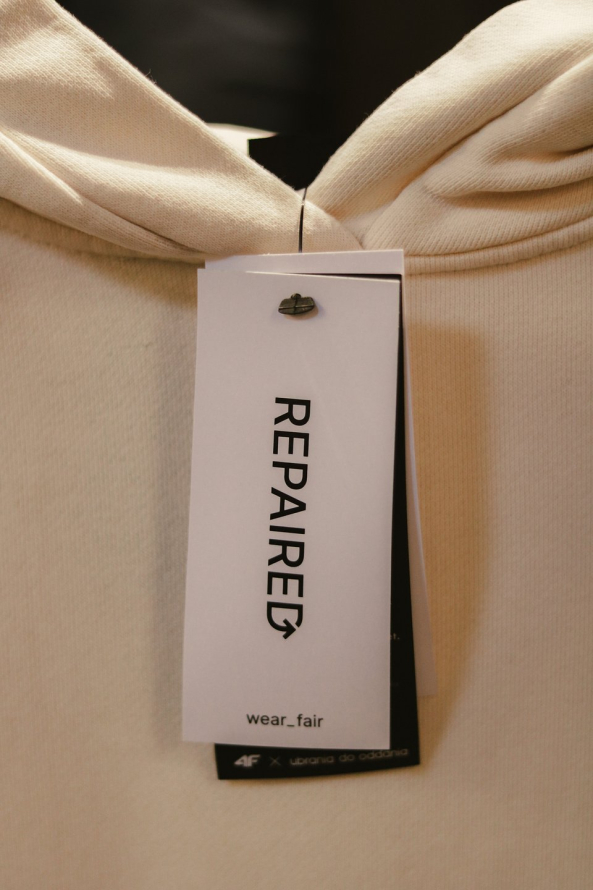 REPAIRED
wear_fair
4F × ubrania do oddania